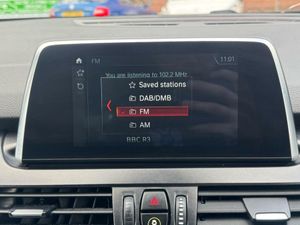 FM
11:01
You are listening to 102.2 MHz.
Saved stations
DAB/DMB
FM
AM
BBC R3